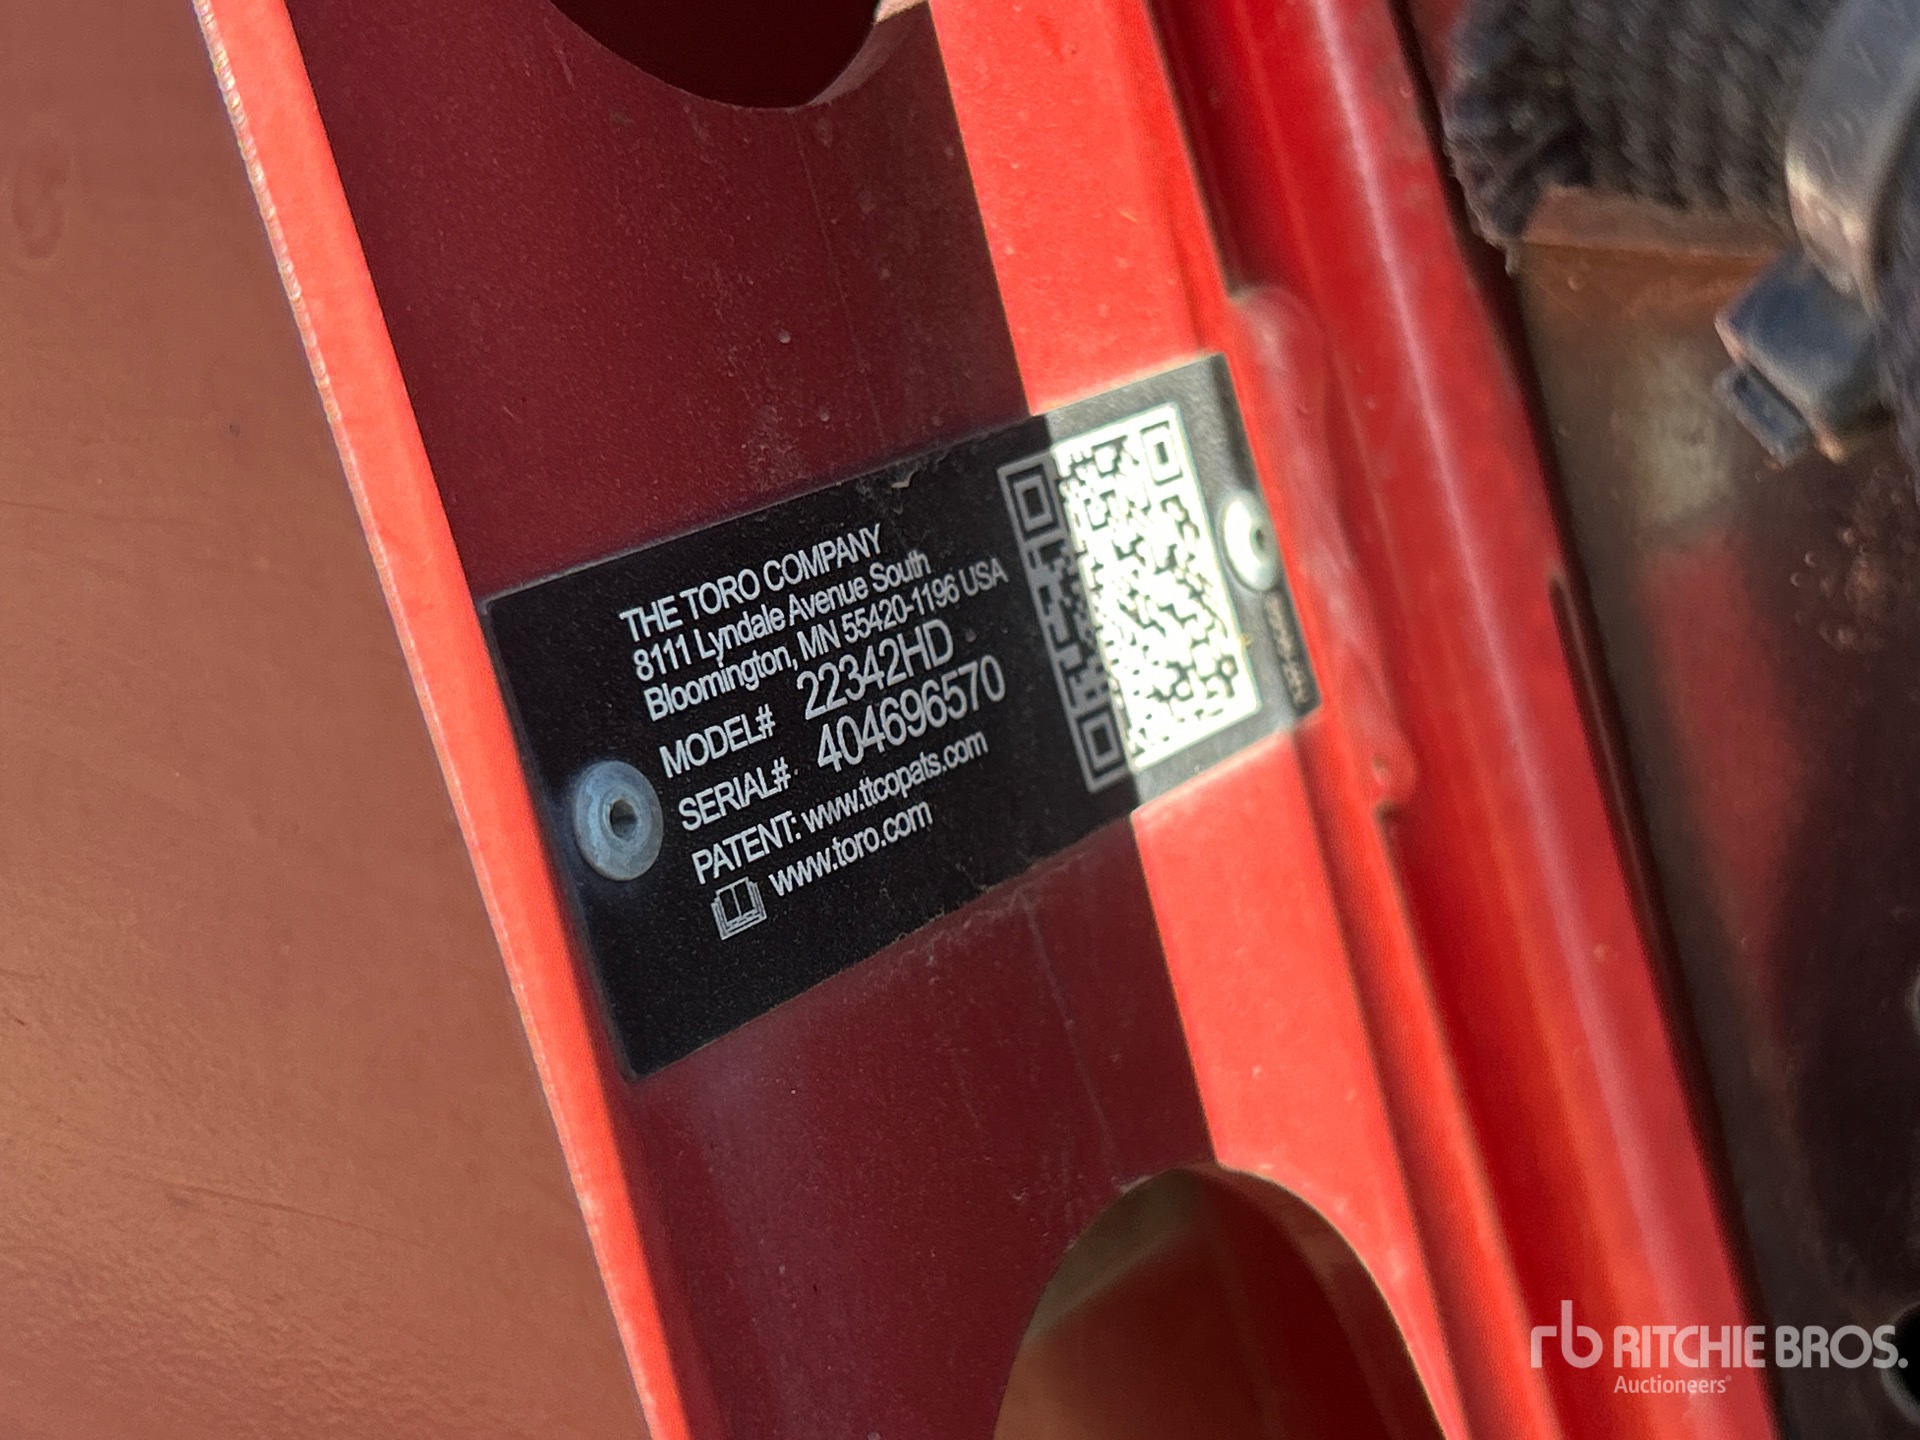 THE TORO COMPANY
8111 Lyndale Avenue South
Bloomington, MN 55420-1196 USA
MODEL# 22342HD
SERIAL# 404696570
PATENT: www.ttcopats.com
www.toro.com
rb RITCHIE BROS.
Auctioneers®